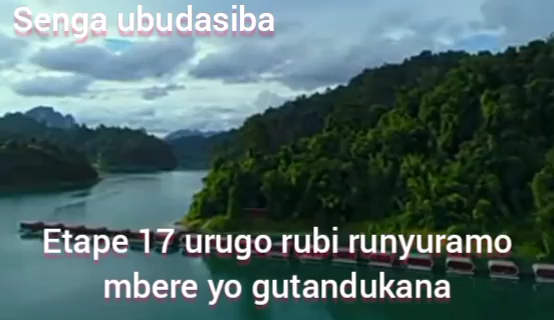 Senga ubudasiba
Etape 17 urugo rubi runyuramo
mbere yo gutandukana